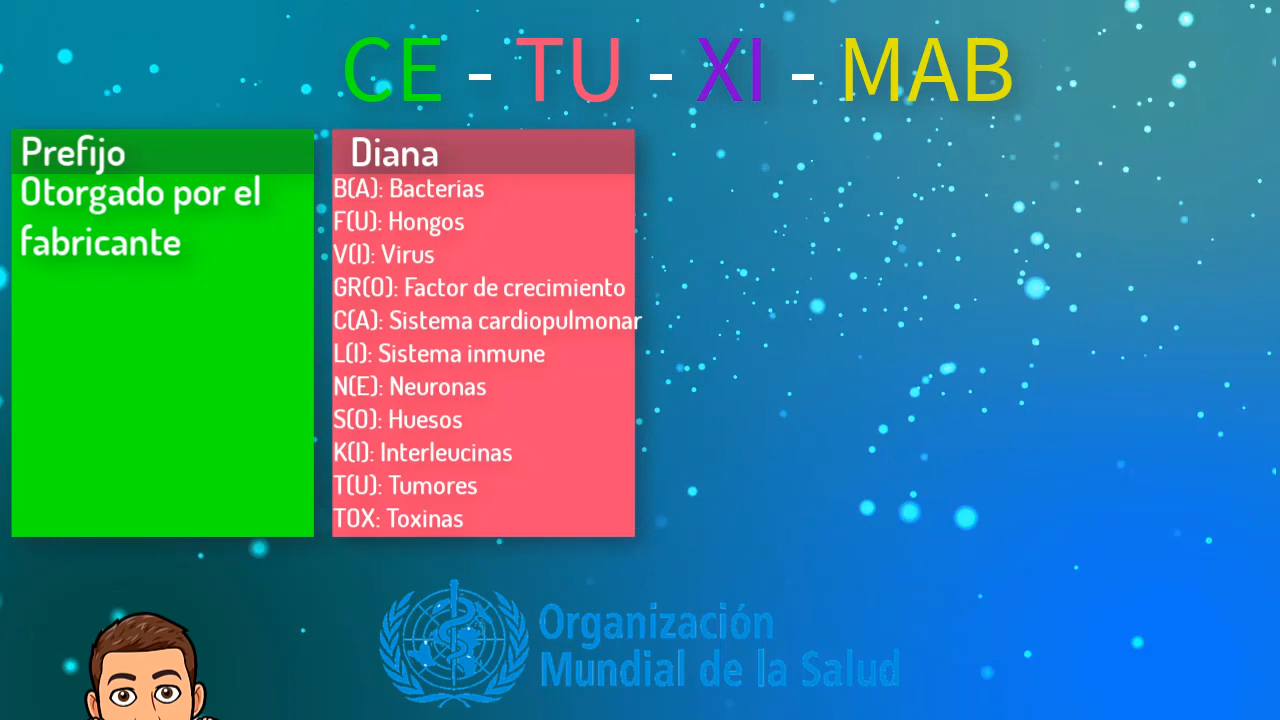 CE - TU - XI - MAB
Prefijo
Otorgado por el
fabricante
Diana
B(A): Bacterias
F(U): Hongos
V(I): Virus
GR(O): Factor de crecimiento
C(A): Sistema cardiopulmonar
L(I): Sistema inmune
N(E): Neuronas
S(O): Huesos
K(I): Interleucinas
T(U): Tumores
TOX: Toxinas
Organización
Mundial de la Salud